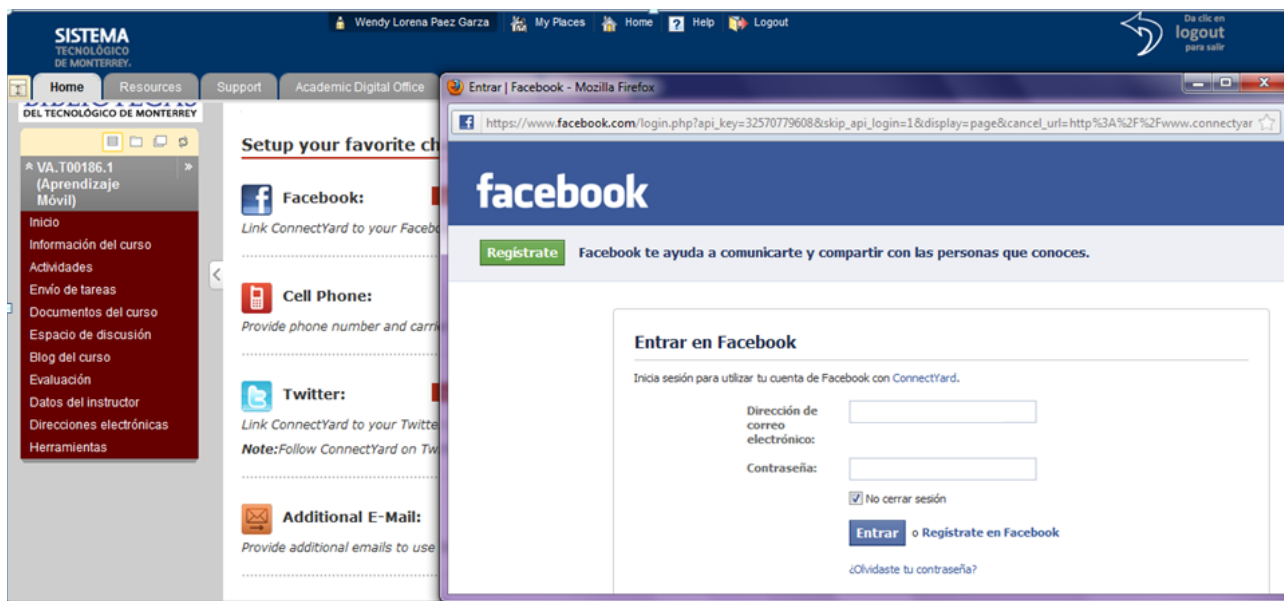 SISTEMA
TECNOLÓGICO
DE MONTERREY.
Wendy Lorena Paez Garza
My Places
Home
Help
Logout
Da clic en
logout
para salir
Home
Resources
Support
Academic Digital Office
DEL TECNOLÓGICO DE MONTERREY
VA.T00186.1
(Aprendizaje
Móvil)
Inicio
Información del curso
Actividades
Envío de tareas
Documentos del curso
Espacio de discusión
Blog del curso
Evaluación
Datos del instructor
Direcciones electrónicas
Herramientas
Setup your favorite ch
Facebook:
Link ConnectYard to your Facebo
Cell Phone:
Provide phone number and carri
Twitter:
Link ConnectYard to your Twitte
Note:Follow ConnectYard on Tw
Additional E-Mail:
Provide additional emails to use
Entrar | Facebook - Mozilla Firefox
https://www.facebook.com/login.php?api_key=32570779608&skip_api_login=1&display=page&cancel_url=http%3A%2F%2Fwww.connectyar
facebook
Regístrate Facebook te ayuda a comunicarte y compartir con las personas que conoces.
Entrar en Facebook
Inicia sesión para utilizar tu cuenta de Facebook con ConnectYard.
Dirección de
correo
electrónico:
Contraseña:
No cerrar sesión
Entrar o Regístrate en Facebook
¿Olvidaste tu contraseña?